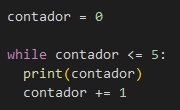 contador = 0

while contador <= 5:
  print(contador)
  contador += 1